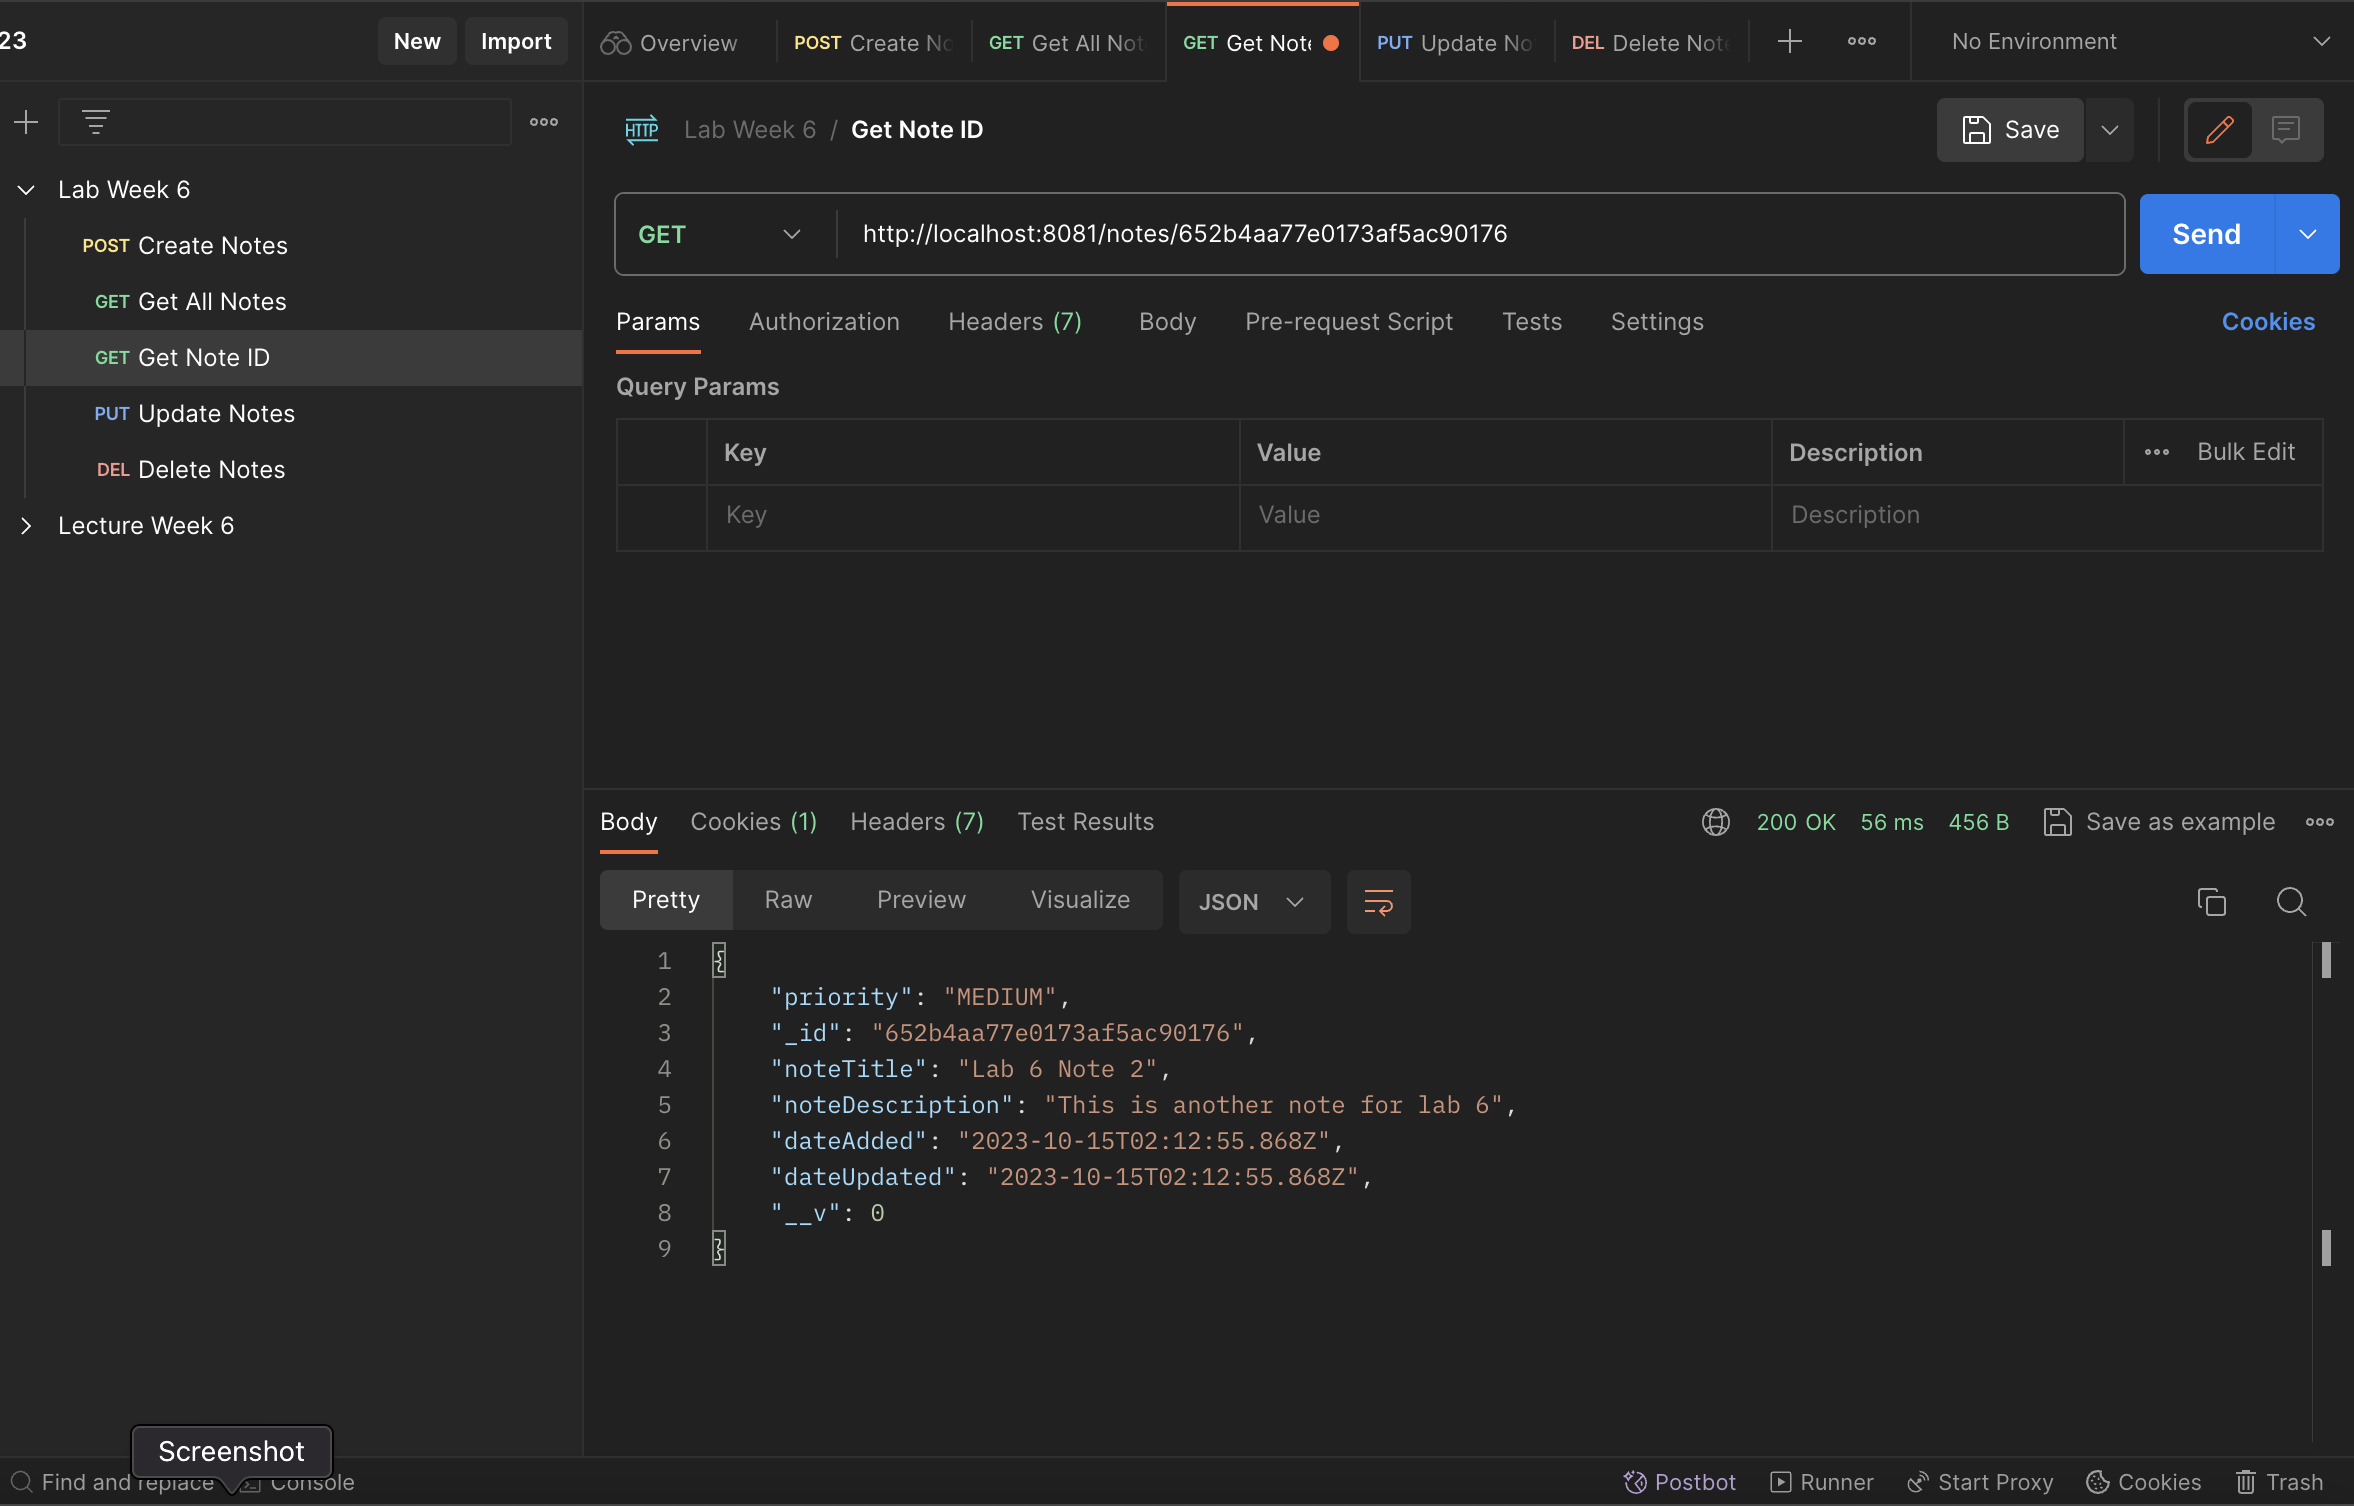 23
New
Import
Overview
POST Create No
GET Get All Not
GET Get Note
PUT Update No
DEL Delete Note
No Environment
HTTP
Lab Week 6 / Get Note ID
Save
Lab Week 6
POST Create Notes
GET Get All Notes
GET Get Note ID
PUT Update Notes
DEL Delete Notes
Lecture Week 6
GET
http://localhost:8081/notes/652b4aa77e0173af5ac90176
Send
Params
Authorization
Headers (7)
Body
Pre-request Script
Tests
Settings
Cookies
Query Params
Key
Value
Description
Bulk Edit
Key
Value
Description
Body
Cookies (1)
Headers (7)
Test Results
200 OK
56 ms
456 B
Save as example
Pretty
Raw
Preview
Visualize
JSON
1 {
2 "priority": "MEDIUM",
3 "_id": "652b4aa77e0173af5ac90176",
4 "noteTitle": "Lab 6 Note 2",
5 "noteDescription": "This is another note for lab 6",
6 "dateAdded": "2023-10-15T02:12:55.868Z",
7 "dateUpdated": "2023-10-15T02:12:55.868Z",
8 "__v": 0
9 }
Screenshot
Find and replace
Console
Postbot
Runner
Start Proxy
Cookies
Trash